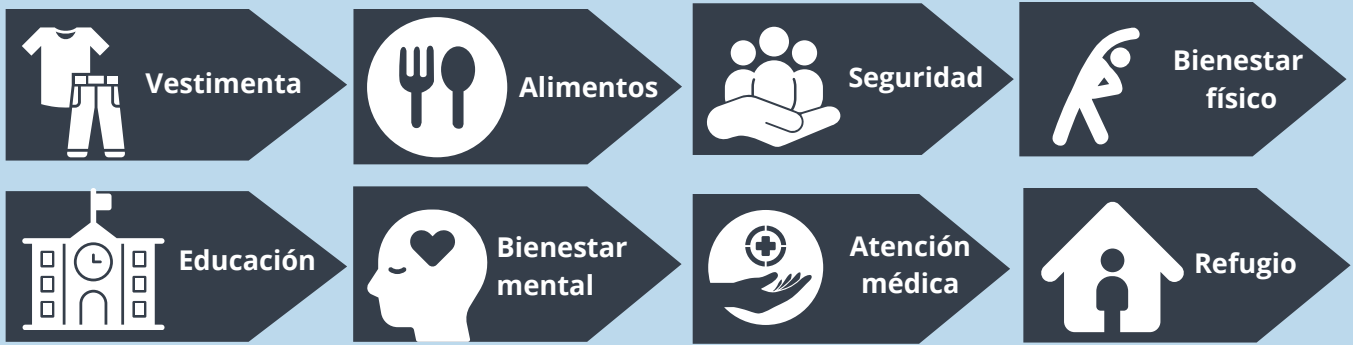 Vestimenta
Alimentos
Seguridad
Bienestar
físico
Educación
Bienestar
mental
Atención
médica
Refugio